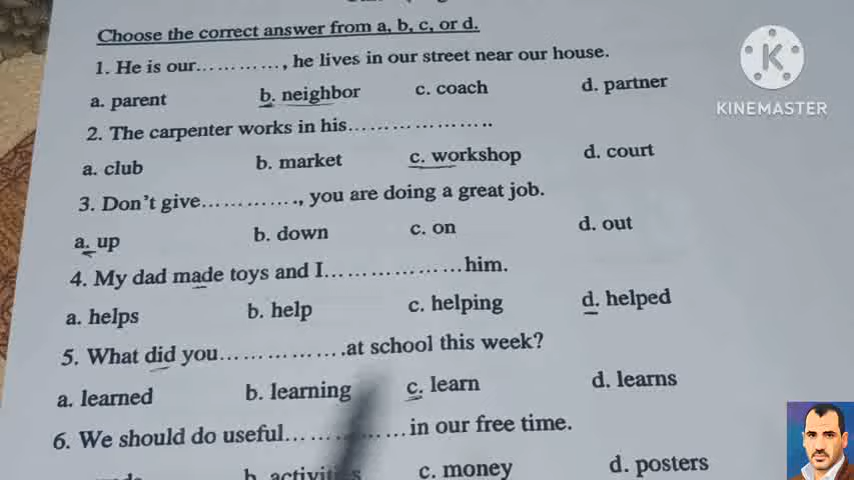 Choose the correct answer from a, b, c, or d.
1. He is our............, he lives in our street near our house.
a. parent b. neighbor c. coach d. partner
2. The carpenter works in his....................
a. club b. market c. workshop d. court
3. Don't give............., you are doing a great job.
a. up b. down c. on d. out
4. My dad made toys and I..................him.
a. helps b. help c. helping d. helped
5. What did you.................at school this week?
a. learned b. learning c. learn d. learns
6. We should do useful.................in our free time.
b. activities c. money d. posters
KINEMASTER